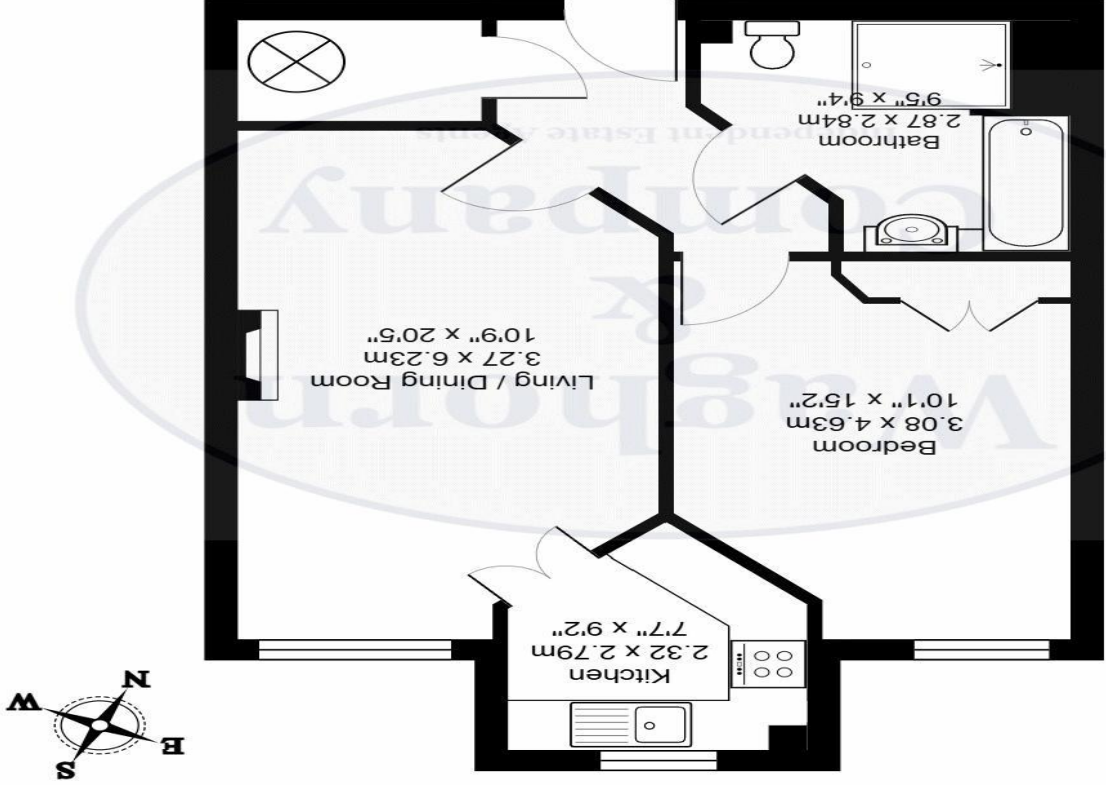 Bathroom
2.87 x 2.84m
9'5" x 9'4"
Living / Dining Room
3.27 x 6.23m
10'9" x 20'5"
Bedroom
3.08 x 4.63m
10'1" x 15'2"
Kitchen
2.32 x 2.79m
7'7" x 9'2"
Waghorn
&
Company
Independent Estate Agents
N
W
E
S